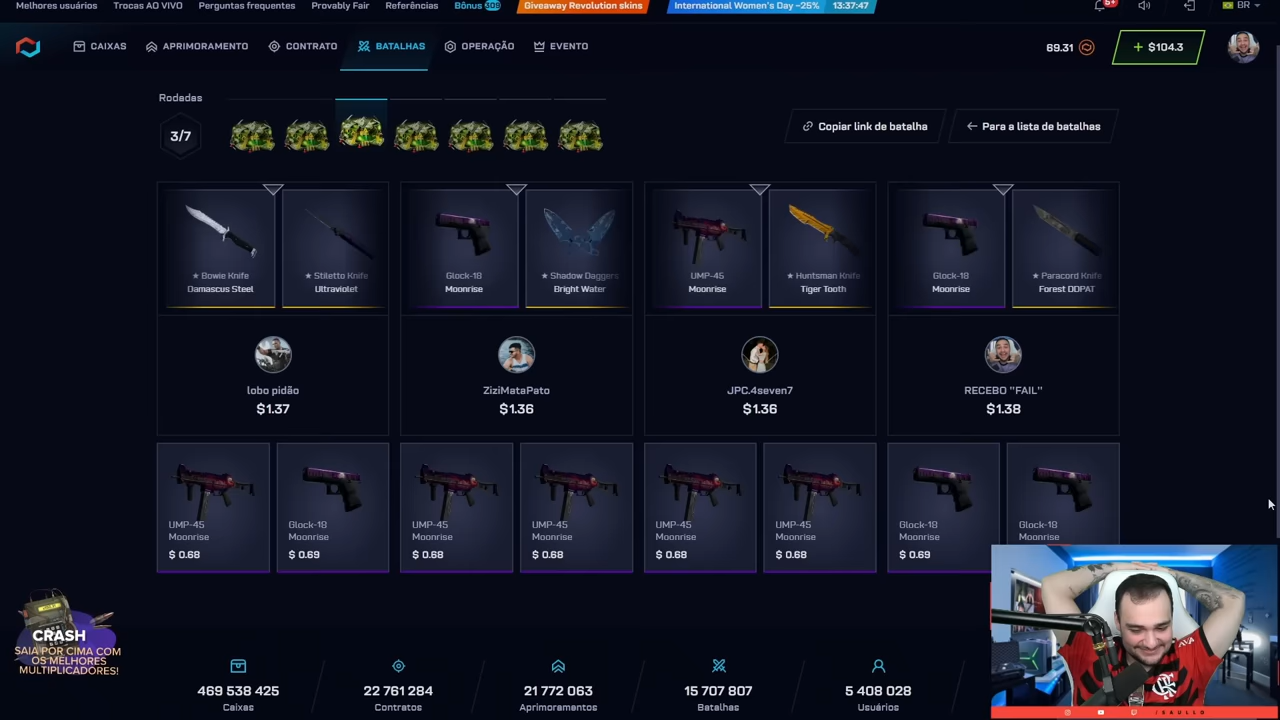 Melhores usuários Trocas AO VIVO Perguntas frequentes Provably Fair Referências Bônus 309 Giveaway Revolution skins International Women's Day ~25% 13:37:47 5+ BR
CAIXAS APRIMORAMENTO CONTRATO BATALHAS OPERAÇÃO EVENTO 69.31 + $104.3
Rodadas
3/7 Copiar link de batalha Para a lista de batalhas
★ Bowie Knife ★ Stiletto Knife Glock-18 ★ Shadow Daggers UMP-45 ★ Huntsman Knife Glock-18 ★ Paracord Knife
Damascus Steel Ultraviolet Moonrise Bright Water Moonrise Tiger Tooth Moonrise Forest DDPAT
lobo pidão ZiziMataPato JPC.4seven7 RECEBO "FAIL"
$1.37 $1.36 $1.36 $1.38
UMP-45 Glock-18 UMP-45 UMP-45 UMP-45 UMP-45 Glock-18 Glock-18
Moonrise Moonrise Moonrise Moonrise Moonrise Moonrise Moonrise Moonrise
$ 0.68 $ 0.69 $ 0.68 $ 0.68 $ 0.68 $ 0.68 $ 0.69
CRASH
SAIA POR CIMA COM
OS MELHORES
MULTIPLICADORES!
469 538 425 22 761 284 21 772 063 15 707 807 5 408 028
Caixas Contratos Aprimoramentos Batalhas Usuários
/SAULLO